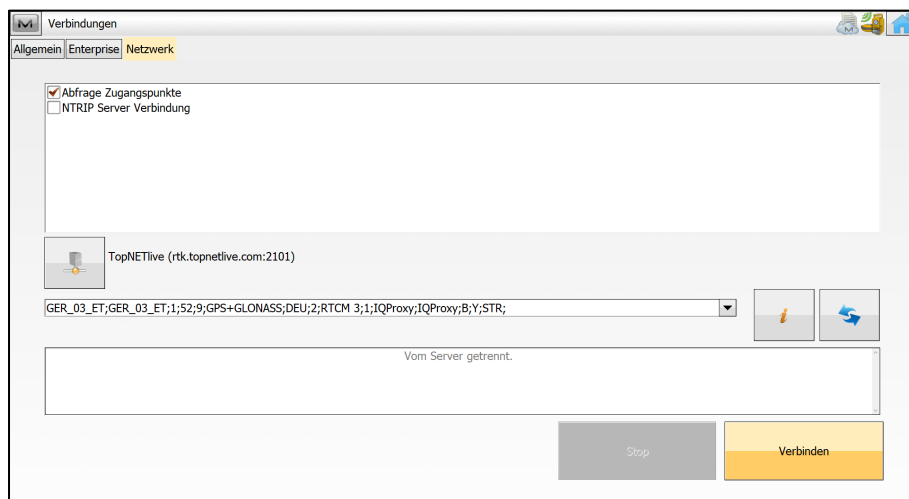 Verbindungen
Allgemein Enterprise Netzwerk
Abfrage Zugangspunkte
NTRIP Server Verbindung
TopNETlive (rtk.topnetlive.com:2101)
GER_03_ET;GER_03_ET;1;52;9;GPS+GLONASS;DEU;2;RTCM 3;1;IQProxy;IQProxy;B;Y;STR;
Vom Server getrennt.
Stop Verbinden